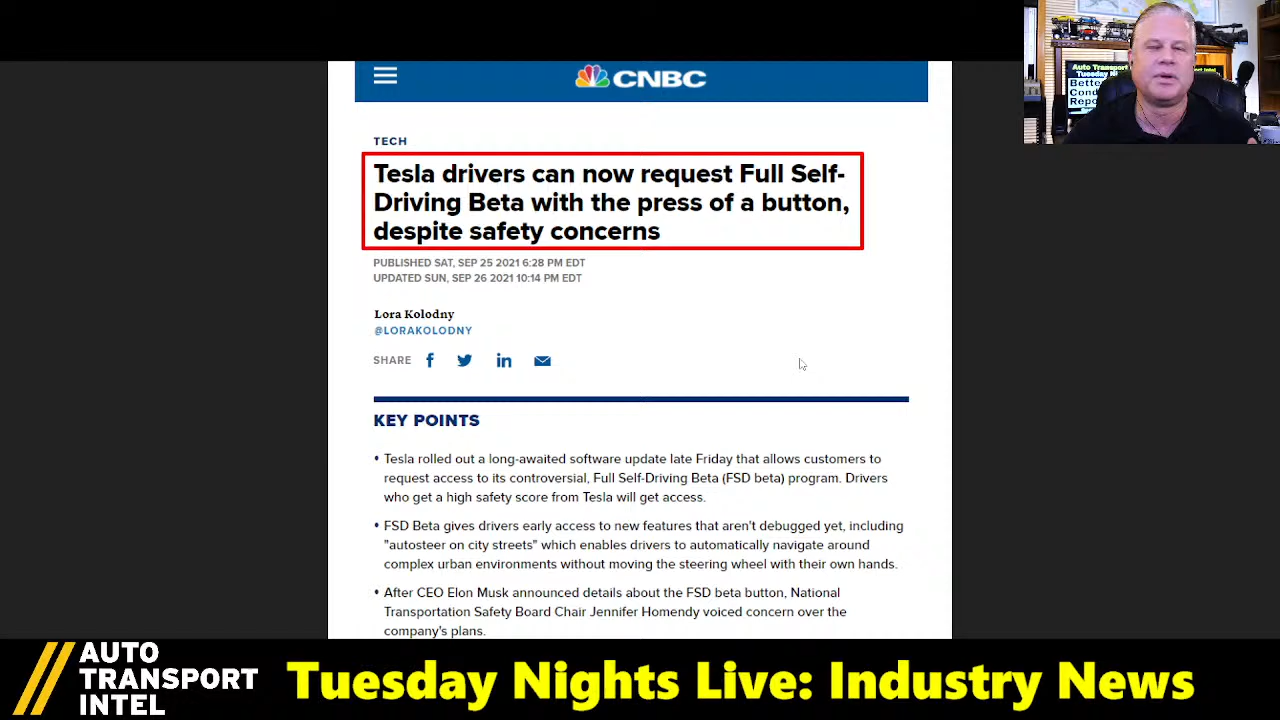 CNBC
TECH
Tesla drivers can now request Full Self-
Driving Beta with the press of a button,
despite safety concerns
PUBLISHED SAT, SEP 25 2021 6:28 PM EDT
UPDATED SUN, SEP 26 2021 10:14 PM EDT
Lora Kolodny
@LORAKOLODNY
SHARE
KEY POINTS
• Tesla rolled out a long-awaited software update late Friday that allows customers to
request access to its controversial, Full Self-Driving Beta (FSD beta) program. Drivers
who get a high safety score from Tesla will get access.
• FSD Beta gives drivers early access to new features that aren't debugged yet, including
"autosteer on city streets" which enables drivers to automatically navigate around
complex urban environments without moving the steering wheel with their own hands.
• After CEO Elon Musk announced details about the FSD beta button, National
Transportation Safety Board Chair Jennifer Homendy voiced concern over the
company's plans.
Auto Transport
Tuesday Ni
Bette
Cond
Repo
AUTO
TRANSPORT
INTEL
Tuesday Nights Live: Industry News